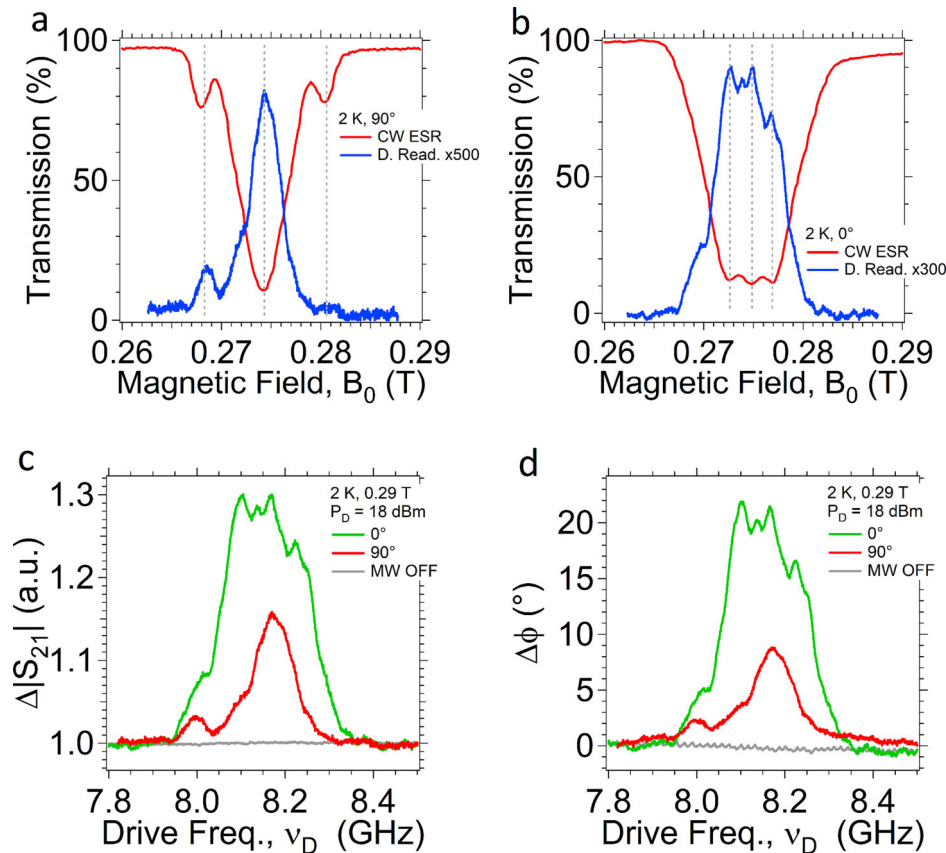 a
100
50
0
Transmission (%)
2 K, 90°
CW ESR
D. Read. x500
0.26 0.27 0.28 0.29
Magnetic Field, B₀ (T)
b
100
50
0
Transmission (%)
2 K, 0°
CW ESR
D. Read. x300
0.26 0.27 0.28 0.29
Magnetic Field, B₀ (T)
c
1.3
1.2
1.1
1.0
Δ|S₂₁| (a.u.)
2 K, 0.29 T
P_D = 18 dBm
0°
90°
MW OFF
7.8 8.0 8.2 8.4
Drive Freq., ν_D (GHz)
d
20
15
10
5
0
Δϕ (°)
2 K, 0.29 T
P_D = 18 dBm
0°
90°
MW OFF
7.8 8.0 8.2 8.4
Drive Freq., ν_D (GHz)